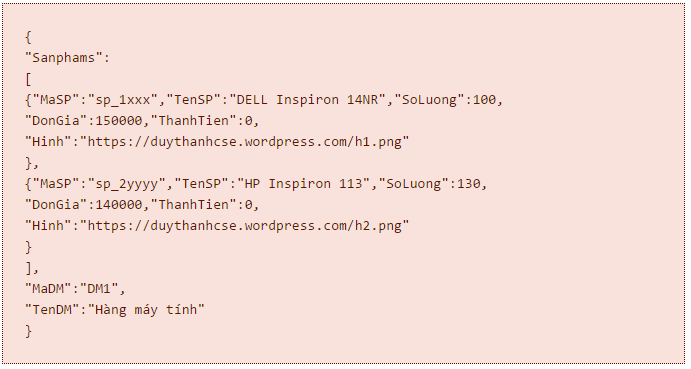 {
"Sanphams":
[
{"MaSP":"sp_1xxx","TenSP":"DELL Inspiron 14NR","SoLuong":100,
"DonGia":150000,"ThanhTien":0,
"Hinh":"https://duythanhcse.wordpress.com/h1.png"
},
{"MaSP":"sp_2yyyy","TenSP":"HP Inspiron 113","SoLuong":130,
"DonGia":140000,"ThanhTien":0,
"Hinh":"https://duythanhcse.wordpress.com/h2.png"
}
],
"MaDM":"DM1",
"TenDM":"Hàng máy tính"
}